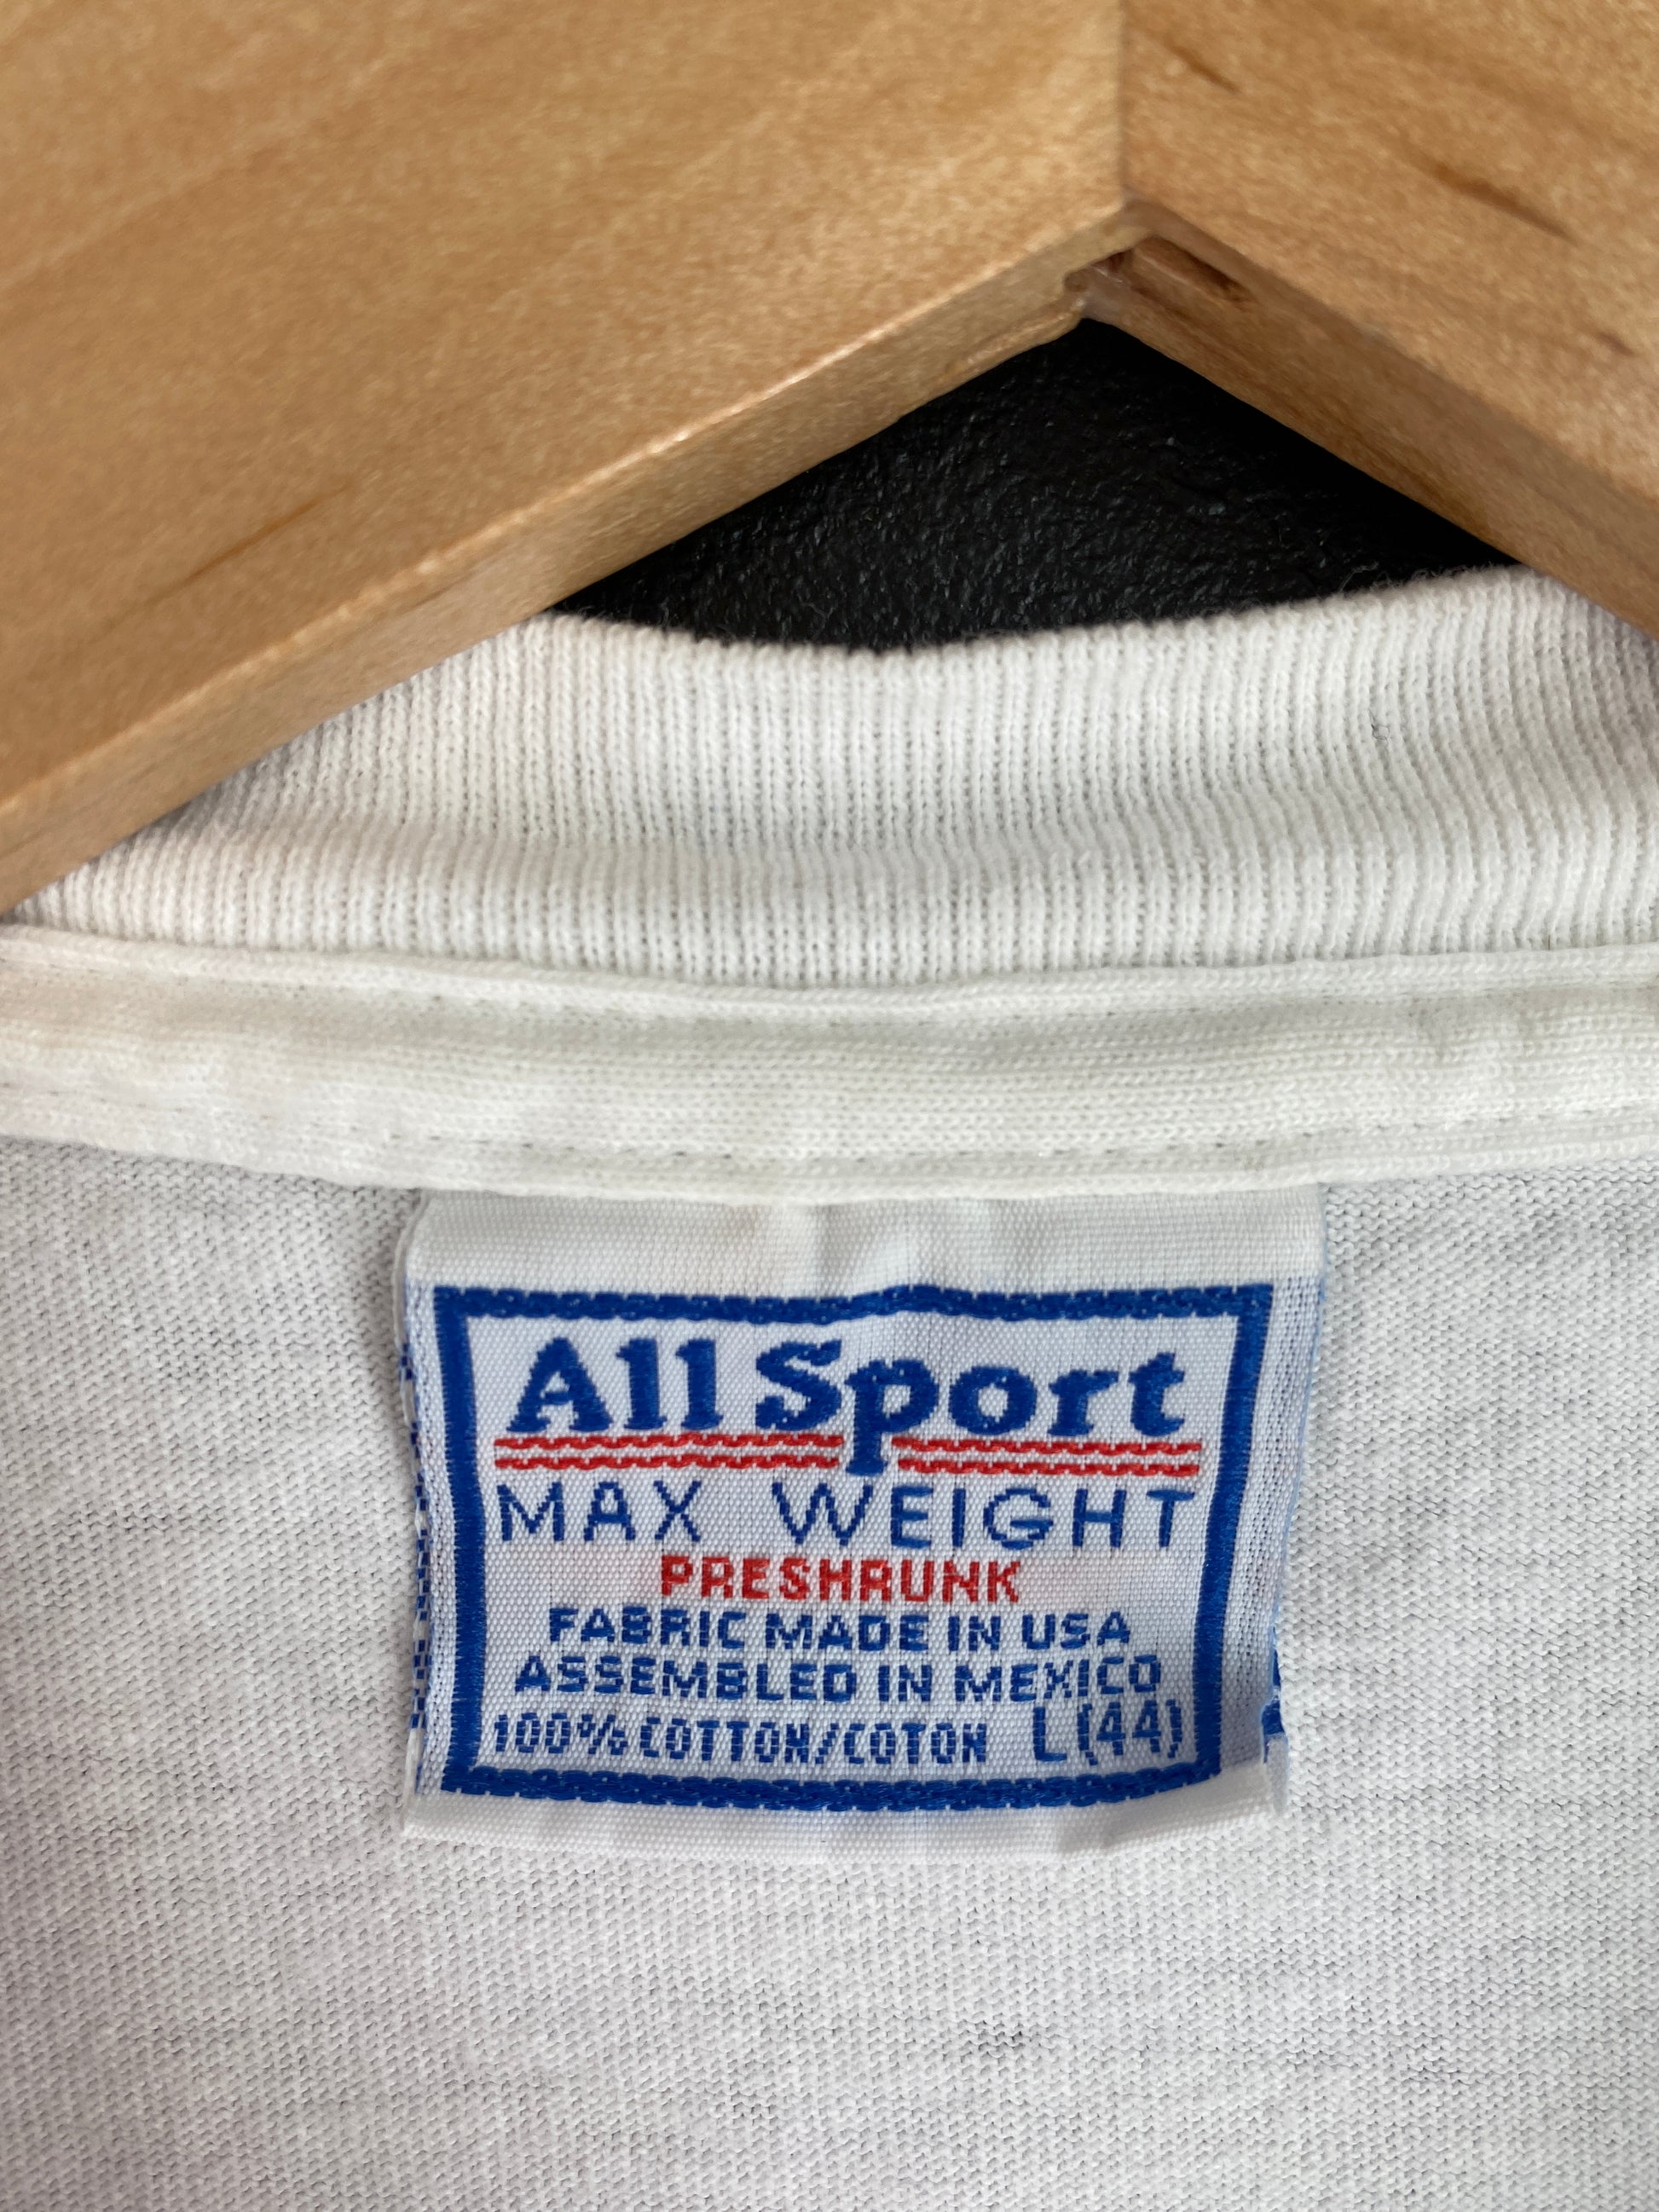 All Sport
MAX WEIGHT
PRESHRUNK
FABRIC MADE IN USA
ASSEMBLED IN MEXICO
100% COTTON/COTON L (44)